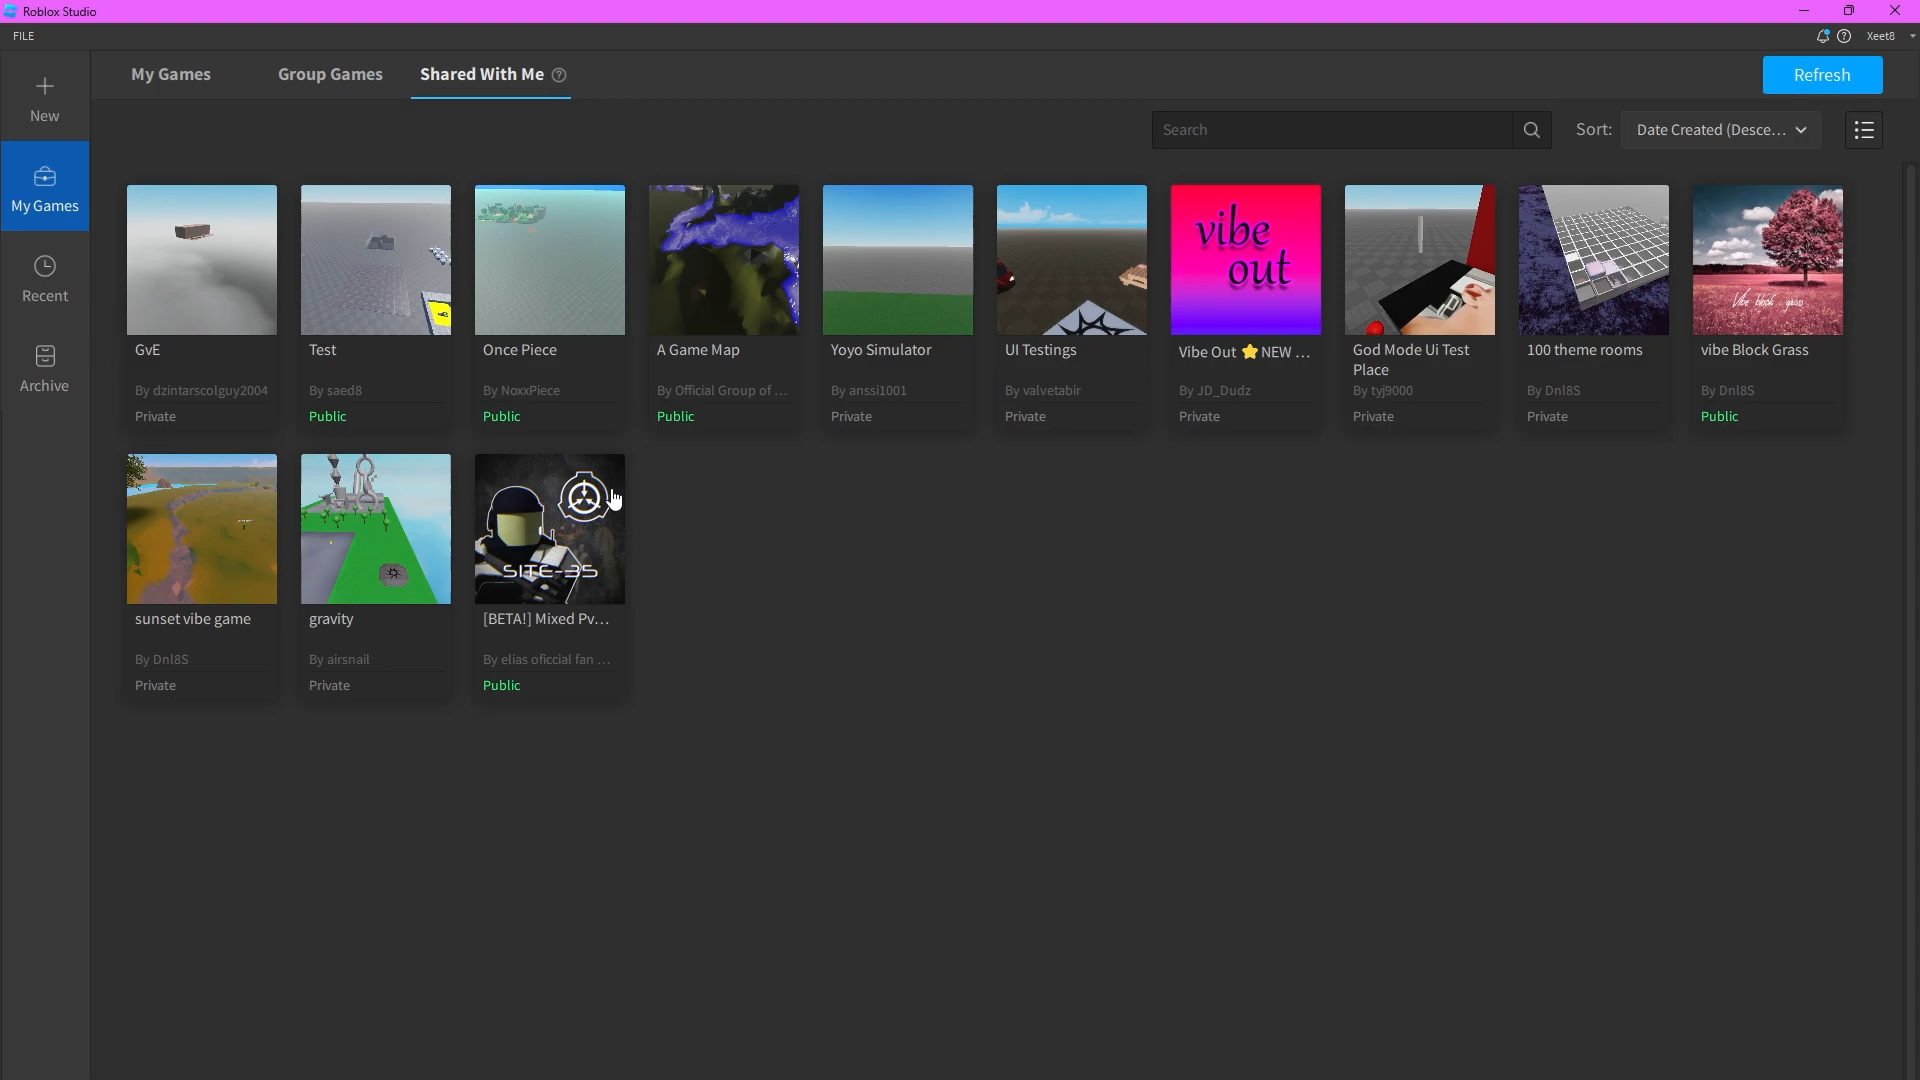 Roblox Studio
FILE
Xeet8
New
My Games
Recent
Archive
My Games
Group Games
Shared With Me
Refresh
Search
Sort:
Date Created (Desce...
GvE
By dzintarscolguy2004
Private
Test
By saed8
Public
Once Piece
By NoxxPiece
Public
A Game Map
By Official Group of ...
Public
Yoyo Simulator
By anssi1001
Private
UI Testings
By valvetabir
Private
vibe
out
Vibe Out ⭐NEW ...
By JD_Dudz
Private
God Mode Ui Test
Place
By tyj9000
Private
100 theme rooms
By Dnl8S
Private
Vibe block grass
vibe Block Grass
By Dnl8S
Public
sunset vibe game
By Dnl8S
Private
gravity
By airsnail
Private
SITE-35
[BETA!] Mixed Pv...
By elias oficcial fan ...
Public